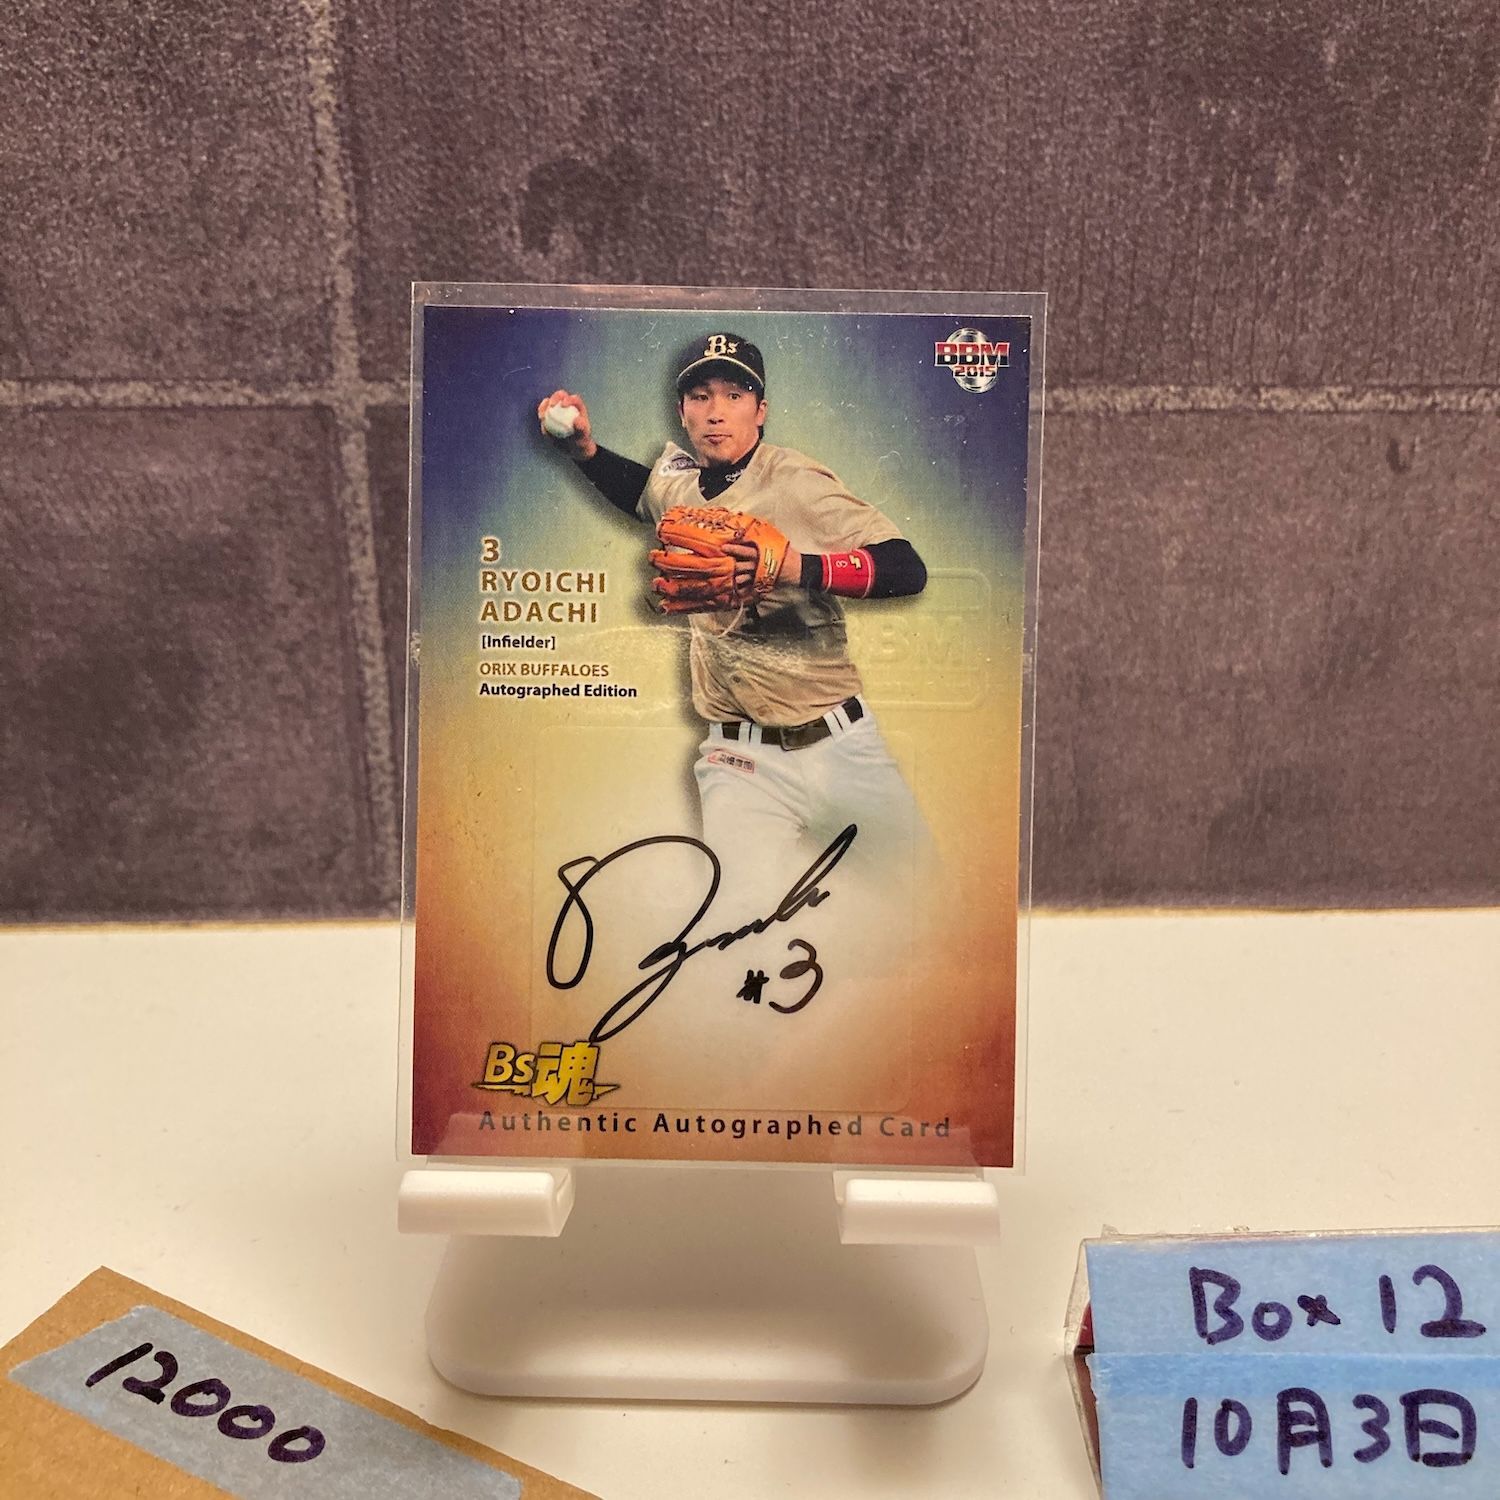 Bs
BBM
2015
3
RYOICHI
ADACHI
[Infielder]
ORIX BUFFALOES
Autographed Edition
#3
Bs魂
Authentic Autographed Card
12000
Box 12
10月3日